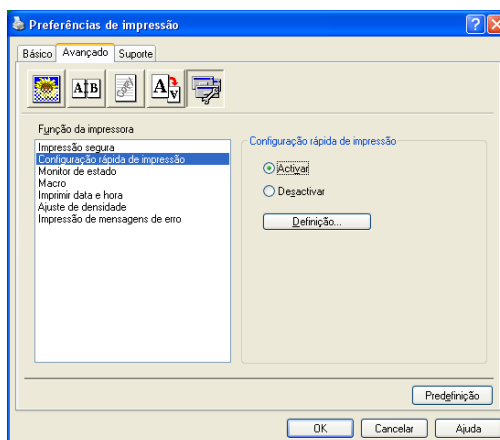 Preferências de impressão
Básico Avançado Suporte
Função da impressora
Impressão segura
Configuração rápida de impressão
Monitor de estado
Macro
Imprimir data e hora
Ajuste de densidade
Impressão de mensagens de erro
Configuração rápida de impressão
Activar
Desactivar
Definição...
Predefinição
OK Cancelar Ajuda